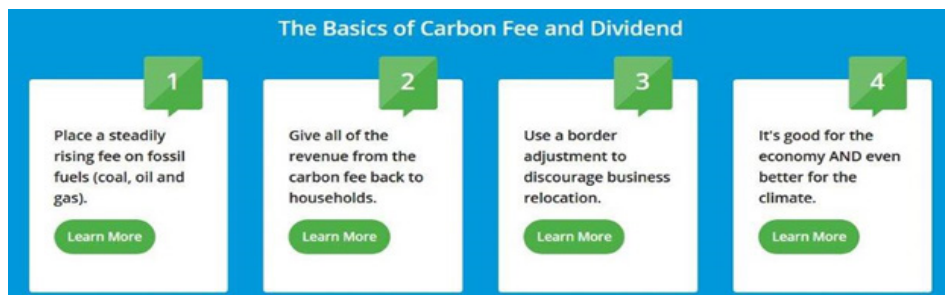 The Basics of Carbon Fee and Dividend
1
Place a steadily
rising fee on fossil
fuels (coal, oil and
gas).
Learn More
2
Give all of the
revenue from the
carbon fee back to
households.
Learn More
3
Use a border
adjustment to
discourage business
relocation.
Learn More
4
It's good for the
economy AND even
better for the
climate.
Learn More